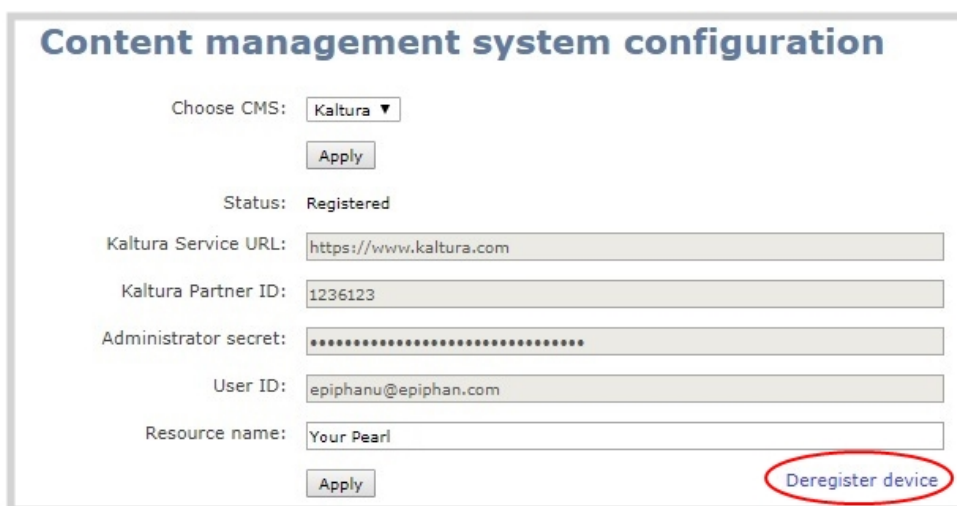 Content management system configuration
Choose CMS: Kaltura ▼
Apply
Status: Registered
Kaltura Service URL: https://www.kaltura.com
Kaltura Partner ID: 1236123
Administrator secret: ••••••••••••••••••••••••••••••••
User ID: epiphanu@epiphan.com
Resource name: Your Pearl
Apply Deregister device